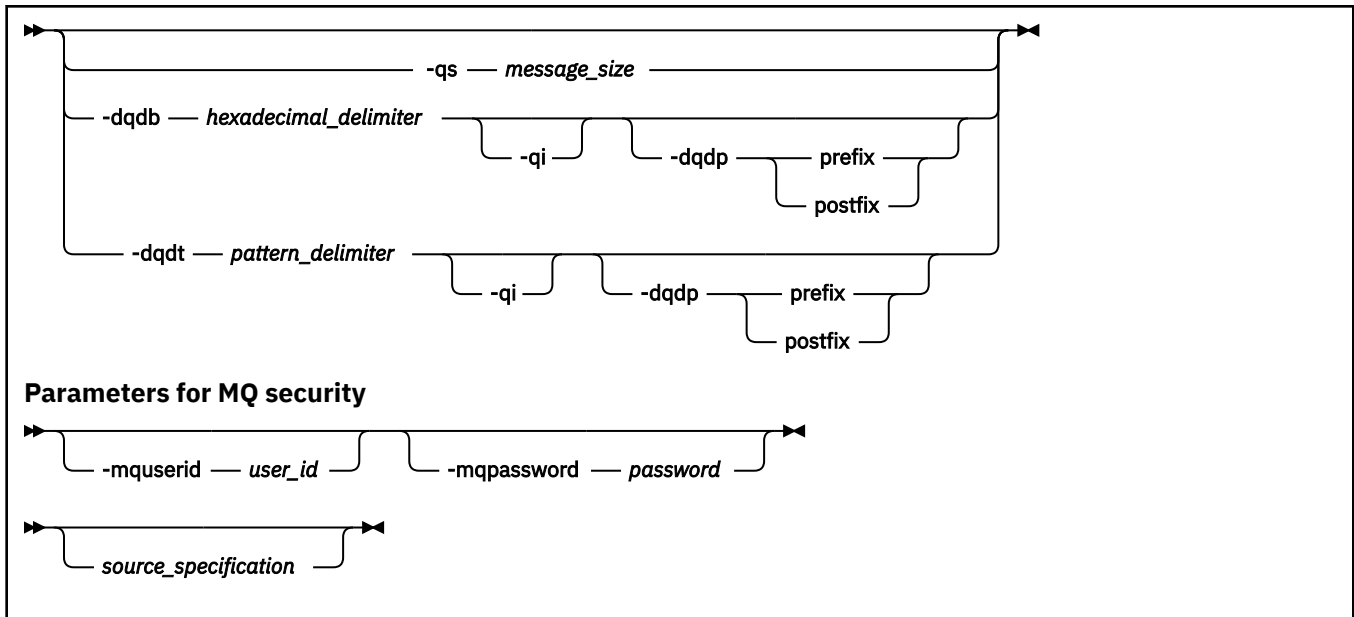 -qs message_size
-dqdb hexadecimal_delimiter
-qi -dqdp prefix
postfix
-dqdt pattern_delimiter
-qi -dqdp prefix
postfix
Parameters for MQ security
-mquserid user_id -mqpassword password
source_specification